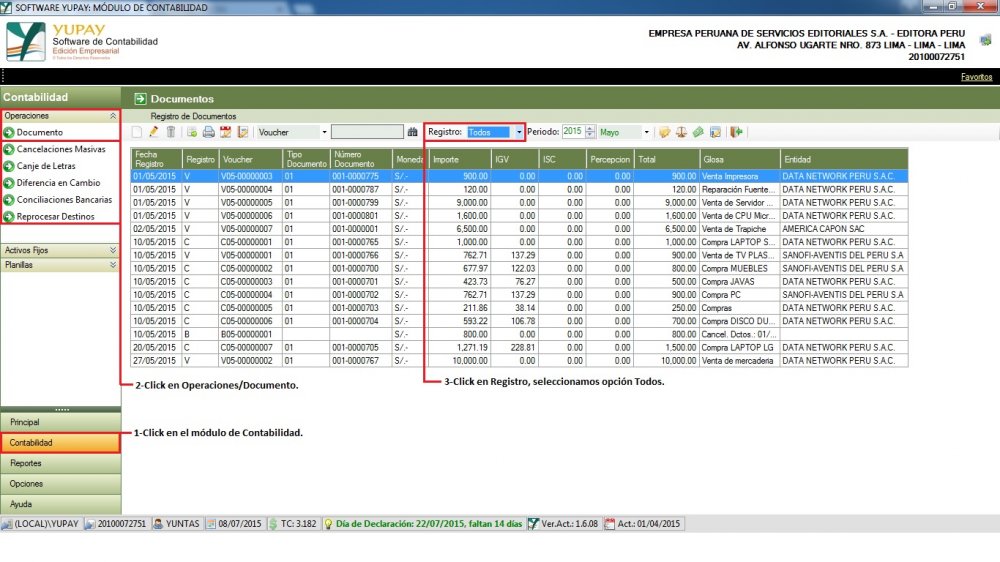 SOFTWARE YUPAY: MÓDULO DE CONTABILIDAD
YUPAY
Software de Contabilidad
Edición Empresarial
EMPRESA PERUANA DE SERVICIOS EDITORIALES S.A. - EDITORA PERU
AV. ALFONSO UGARTE NRO. 873 LIMA - LIMA - LIMA
20100072751
Favoritos
Contabilidad
Operaciones
Documento
Cancelaciones Masivas
Canje de Letras
Diferencia en Cambio
Conciliaciones Bancarias
Reprocesar Destinos
Activos Fijos
Planillas
Documentos
Registro de Documentos
Voucher Registro: Todos Periodo: 2015 Mayo
Fecha Registro Registro Voucher Tipo Documento Número Documento Moneda Importe IGV ISC Percepcion Total Glosa Entidad
01/05/2015 V V05-00000003 01 001-0000775 S/.- 900.00 0.00 0.00 0.00 900.00 Venta Impresora DATA NETWORK PERU S.A.C.
01/05/2015 V V05-00000004 01 001-0000787 S/.- 120.00 0.00 0.00 0.00 120.00 Reparación Fuente... DATA NETWORK PERU S.A.C.
01/05/2015 V V05-00000005 01 001-0000799 S/.- 9,000.00 0.00 0.00 0.00 9,000.00 Venta de Servidor ... DATA NETWORK PERU S.A.C.
01/05/2015 V V05-00000006 01 001-0000801 S/.- 1,600.00 0.00 0.00 0.00 1,600.00 Venta de CPU Micr... DATA NETWORK PERU S.A.C.
02/05/2015 V V05-00000007 01 001-0000001 S/.- 6,500.00 0.00 0.00 0.00 6,500.00 Venta de Trapiche AMERICA CAPON SAC
10/05/2015 C C05-00000001 01 001-0000765 S/.- 1,000.00 0.00 0.00 0.00 1,000.00 Compra LAPTOP S... DATA NETWORK PERU S.A.C.
10/05/2015 V V05-00000001 01 001-0000766 S/.- 762.71 137.29 0.00 0.00 900.00 Venta de TV PLAS... SANOFI-AVENTIS DEL PERU S.A
10/05/2015 C C05-00000002 01 001-0000700 S/.- 677.97 122.03 0.00 0.00 800.00 Compra MUEBLES SANOFI-AVENTIS DEL PERU S.A
10/05/2015 C C05-00000003 01 001-0000701 S/.- 423.73 76.27 0.00 0.00 500.00 Compra JAVAS DATA NETWORK PERU S.A.C.
10/05/2015 C C05-00000004 01 001-0000702 S/.- 762.71 137.29 0.00 0.00 900.00 Compra PC SANOFI-AVENTIS DEL PERU S.A
10/05/2015 C C05-00000005 01 001-0000703 S/.- 211.86 38.14 0.00 0.00 250.00 Compras DATA NETWORK PERU S.A.C.
10/05/2015 C C05-00000006 01 001-0000704 S/.- 593.22 106.78 0.00 0.00 700.00 Compra DISCO DU... DATA NETWORK PERU S.A.C.
10/05/2015 B B05-00000001 S/.- 800.00 0.00 0.00 0.00 800.00 Cancel. Dctos.: 01/...
20/05/2015 C C05-00000007 01 001-0000705 S/.- 1,271.19 228.81 0.00 0.00 1,500.00 Compra LAPTOP LG DATA NETWORK PERU S.A.C.
27/05/2015 V V05-00000002 01 001-0000767 S/.- 10,000.00 0.00 0.00 0.00 10,000.00 Venta de mercaderia DATA NETWORK PERU S.A.C.
2-Click en Operaciones/Documento.
3-Click en Registro, seleccionamos opción Todos.
1-Click en el módulo de Contabilidad.
Principal
Contabilidad
Reportes
Opciones
Ayuda
(LOCAL)\YUPAY 20100072751 YUNTAS 08/07/2015 TC: 3.182 Día de Declaración: 22/07/2015, faltan 14 días Ver.Act.: 1.6.08 Act.: 01/04/2015